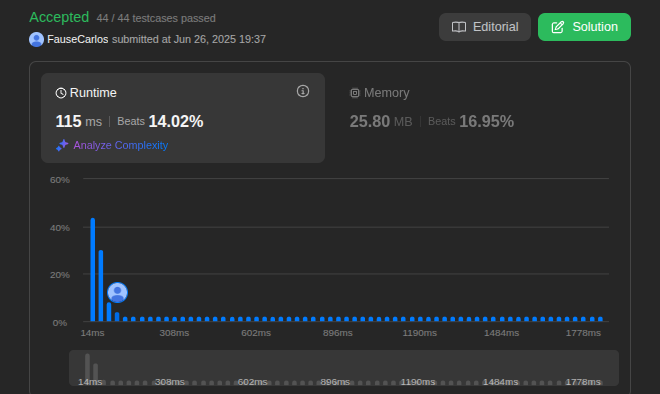 Accepted 44 / 44 testcases passed
FauseCarlos submitted at Jun 26, 2025 19:37
Editorial
Solution
Runtime
115 ms | Beats 14.02%
Analyze Complexity
Memory
25.80 MB | Beats 16.95%
60%
40%
20%
0%
14ms 308ms 602ms 896ms 1190ms 1484ms 1778ms
14ms 308ms 602ms 896ms 1190ms 1484ms 1778ms